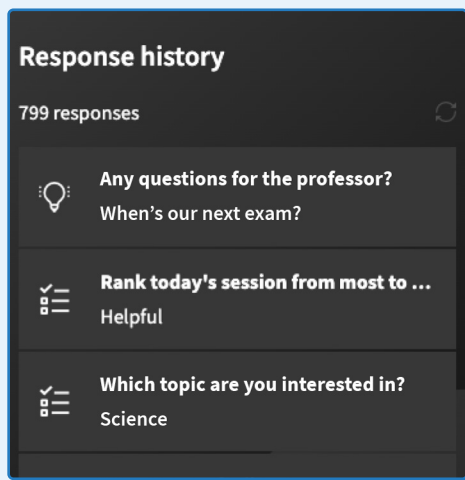 Response history
799 responses
Any questions for the professor?
When’s our next exam?
Rank today's session from most to ...
Helpful
Which topic are you interested in?
Science